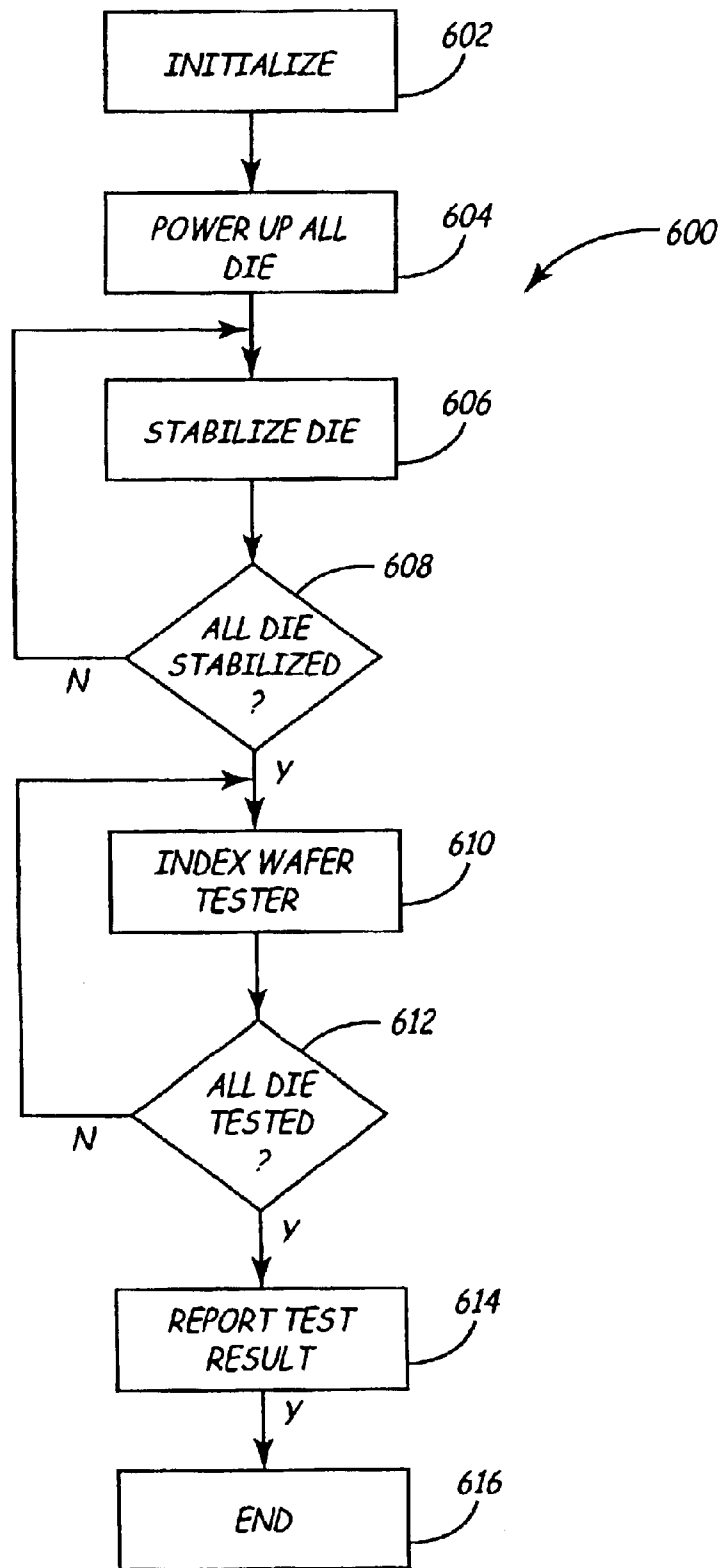 INITIALIZE
602
POWER UP ALL
DIE
604
600
STABILIZE DIE
606
608
ALL DIE
STABILIZED
?
N
Y
INDEX WAFER
TESTER
610
612
ALL DIE
TESTED
?
N
Y
REPORT TEST
RESULT
614
Y
END
616